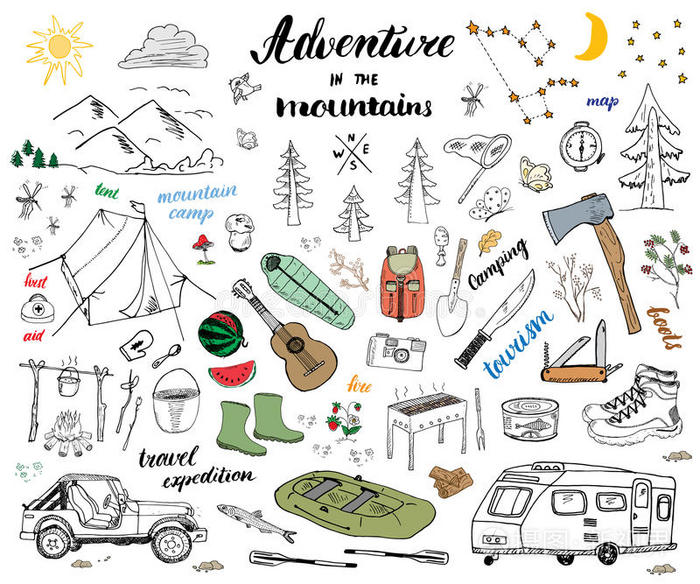 Adventure
IN THE
mountains
map
N
W E
S
tent
mountain
camp
first
aid
Camping
tourism
boots
fire
travel
expedition